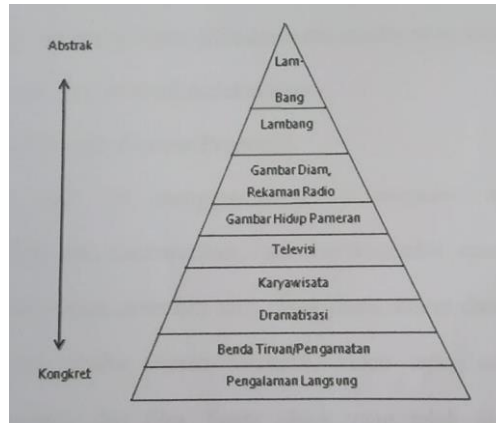 Abstrak
Lam-
Bang
Lambang
Gambar Diam,
Rekaman Radio
Gambar Hidup Pameran
Televisi
Karyawisata
Dramatisasi
Benda Tiruan/Pengamatan
Pengalaman Langsung
Kongkret